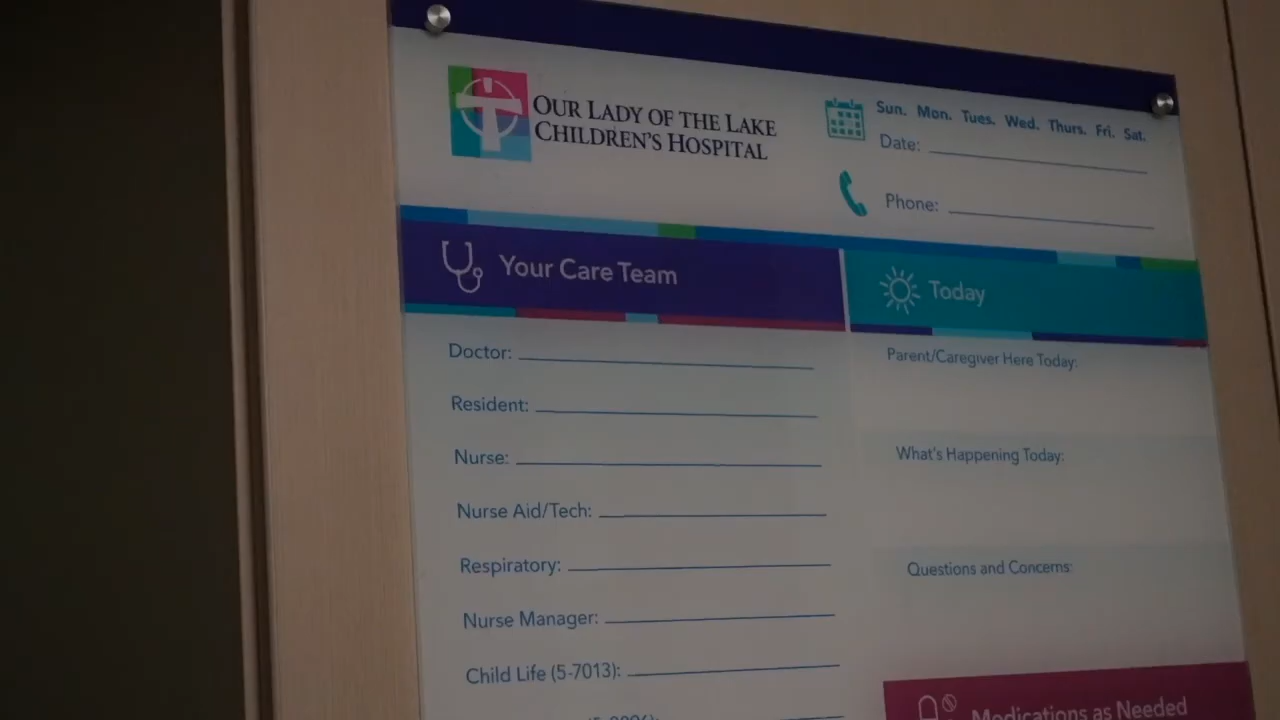 OUR LADY OF THE LAKE
CHILDREN'S HOSPITAL
Sun. Mon. Tues. Wed. Thurs. Fri. Sat.
Date:
Phone:
Your Care Team
Doctor:
Resident:
Nurse:
Nurse Aid/Tech:
Respiratory:
Nurse Manager:
Child Life (5-7013):
Today
Parent/Caregiver Here Today:
What's Happening Today:
Questions and Concerns:
Medications as Needed